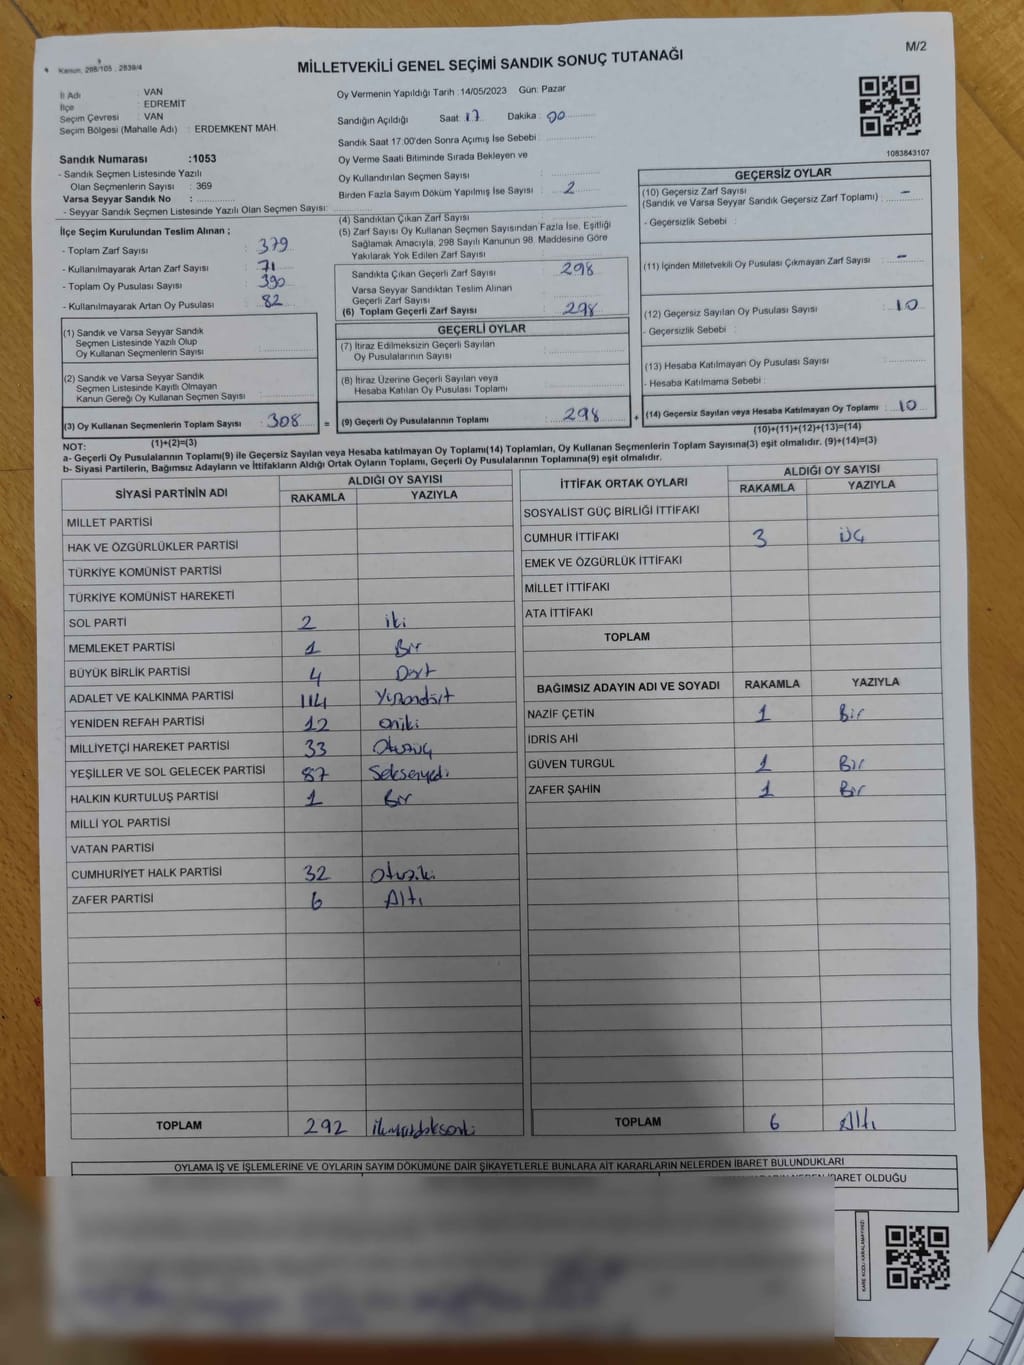 Kanun, 298/105 , 2839/4
MİLLETVEKİLİ GENEL SEÇİMİ SANDIK SONUÇ TUTANAĞI
M/2
İl Adı : VAN
İlçe : EDREMİT
Seçim Çevresi : VAN
Seçim Bölgesi (Mahalle Adı) : ERDEMKENT MAH.
Sandık Numarası :1053
- Sandık Seçmen Listesinde Yazılı
Olan Seçmenlerin Sayısı : 369
Varsa Seyyar Sandık No :
- Seyyar Sandık Seçmen Listesinde Yazılı Olan Seçmen Sayısı:
Oy Vermenin Yapıldığı Tarih :14/05/2023 Gün: Pazar
Sandığın Açıldığı Saat: 17 Dakika : 00
Sandık Saat 17:00'den Sonra Açımış İse Sebebi :
Oy Verme Saati Bitiminde Sırada Bekleyen ve
Oy Kullandırılan Seçmen Sayısı :
Birden Fazla Sayım Döküm Yapılmış İse Sayısı : 2
1083843107
İlçe Seçim Kurulundan Teslim Alınan ;
- Toplam Zarf Sayısı : 379
- Kullanılmayarak Artan Zarf Sayısı : 71
- Toplam Oy Pusulası Sayısı : 390
- Kullanılmayarak Artan Oy Pusulası : 82
(1) Sandık ve Varsa Seyyar Sandık
Seçmen Listesinde Yazılı Olup
Oy Kullanan Seçmenlerin Sayısı :
(2) Sandık ve Varsa Seyyar Sandık
Seçmen Listesinde Kayıtlı Olmayan
Kanun Gereği Oy Kullanan Seçmen Sayısı :
(3) Oy Kullanan Seçmenlerin Toplam Sayısı : 308 =
(1)+(2)=(3)
(4) Sandıktan Çıkan Zarf Sayısı :
(5) Zarf Sayısı Oy Kullanan Seçmen Sayısından Fazla İse, Eşitliği
Sağlamak Amacıyla, 298 Sayılı Kanunun 98. Maddesine Göre
Yakılarak Yok Edilen Zarf Sayısı :
Sandıkta Çıkan Geçerli Zarf Sayısı : 298
Varsa Seyyar Sandıktan Teslim Alınan
Geçerli Zarf Sayısı :
(6) Toplam Geçerli Zarf Sayısı : 298
GEÇERLİ OYLAR
(7) İtiraz Edilmeksizin Geçerli Sayılan
Oy Pusulalarının Sayısı :
(8) İtiraz Üzerine Geçerli Sayılan veya
Hesaba Katılan Oy Pusulası Toplamı :
(9) Geçerli Oy Pusulalarının Toplamı : 298 +
GEÇERSİZ OYLAR
(10) Geçersiz Zarf Sayısı
(Sandık ve Varsa Seyyar Sandık Geçersiz Zarf Toplamı) : -
- Geçersizlik Sebebi :
(11) İçinden Milletvekili Oy Pusulası Çıkmayan Zarf Sayısı : -
(12) Geçersiz Sayılan Oy Pusulası Sayısı : 10
- Geçersizlik Sebebi :
(13) Hesaba Katılmayan Oy Pusulası Sayısı :
- Hesaba Katılmama Sebebi :
(14) Geçersiz Sayılan veya Hesaba Katılmayan Oy Toplamı : 10
(10)+(11)+(12)+(13)=(14)
NOT:
a- Geçerli Oy Pusulalarının Toplamı(9) ile Geçersiz Sayılan veya Hesaba katılmayan Oy Toplamı(14) Toplamları, Oy Kullanan Seçmenlerin Toplam Sayısına(3) eşit olmalıdır. (9)+(14)=(3)
b- Siyasi Partilerin, Bağımsız Adayların ve İttifakların Aldığı Ortak Oyların Toplamı, Geçerli Oy Pusulalarının Toplamına(9) eşit olmalıdır.
SİYASİ PARTİNİN ADI ALDIĞI OY SAYISI
RAKAMLA YAZIYLA
MİLLET PARTİSİ
HAK VE ÖZGÜRLÜKLER PARTİSİ
TÜRKİYE KOMÜNİST PARTİSİ
TÜRKİYE KOMÜNİST HAREKETİ
SOL PARTİ 2 iki
MEMLEKET PARTİSİ 1 Bir
BÜYÜK BİRLİK PARTİSİ 4 Dört
ADALET VE KALKINMA PARTİSİ 114 Yüzondört
YENİDEN REFAH PARTİSİ 12 oniki
MİLLİYETÇİ HAREKET PARTİSİ 33 Otuzüç
YEŞİLLER VE SOL GELECEK PARTİSİ 87 Seksenyedi
HALKIN KURTULUŞ PARTİSİ 1 Bir
MİLLİ YOL PARTİSİ
VATAN PARTİSİ
CUMHURİYET HALK PARTİSİ 32 Otuziki
ZAFER PARTİSİ 6 Altı
TOPLAM 292 ikiyüzdoksaniki
İTTİFAK ORTAK OYLARI ALDIĞI OY SAYISI
RAKAMLA YAZIYLA
SOSYALİST GÜÇ BİRLİĞİ İTTİFAKI
CUMHUR İTTİFAKI 3 üç
EMEK VE ÖZGÜRLÜK İTTİFAKI
MİLLET İTTİFAKI
ATA İTTİFAKI
TOPLAM
BAĞIMSIZ ADAYIN ADI VE SOYADI RAKAMLA YAZIYLA
NAZİF ÇETİN 1 Bir
İDRİS AHİ
GÜVEN TURGUL 1 Bir
ZAFER ŞAHİN 1 Bir
TOPLAM 6 Altı
OYLAMA İŞ VE İŞLEMLERİNE VE OYLARIN SAYIM DÖKÜMÜNE DAİR ŞİKAYETLERLE BUNLARA AİT KARARLARIN NELERDEN İBARET BULUNDUKLARI
NEDEN İBARET OLDUĞU
KARE KODU KARALAMAYINIZ!